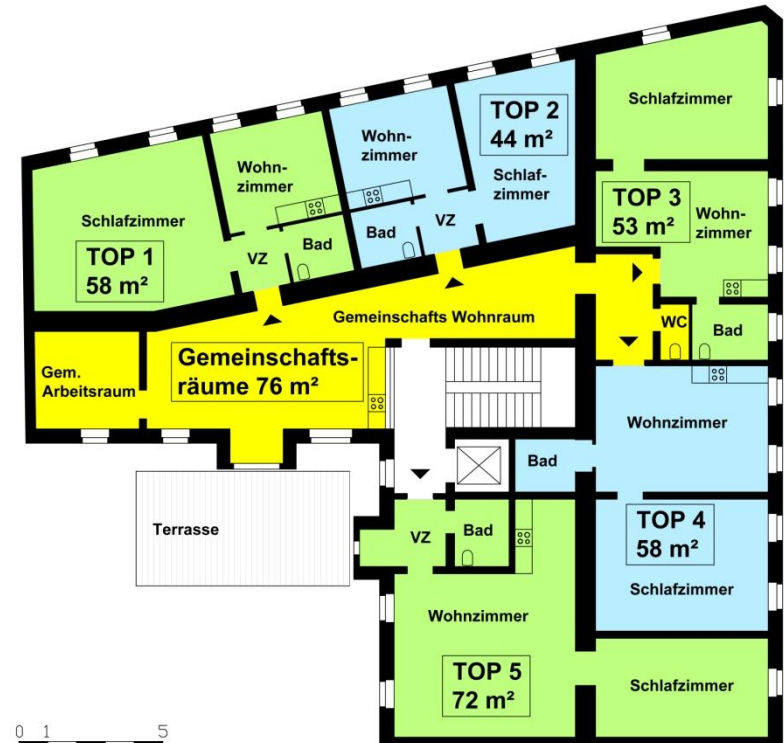 Schlafzimmer
TOP 1
58 m²
Wohn-
zimmer
VZ
Bad
Wohn-
zimmer
TOP 2
44 m²
Schlaf-
zimmer
Bad
VZ
Schlafzimmer
TOP 3
53 m²
Wohn-
zimmer
WC
Bad
Gemeinschafts Wohnraum
Gemeinschafts-
räume 76 m²
Gem.
Arbeitsraum
Terrasse
Wohnzimmer
Bad
TOP 4
58 m²
Schlafzimmer
VZ
Bad
Wohnzimmer
TOP 5
72 m²
Schlafzimmer
0 1 5